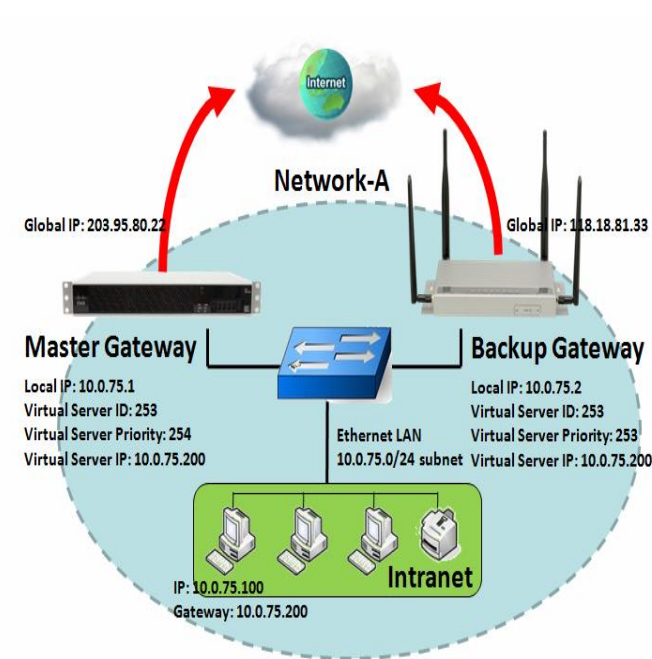 Internet
Network-A
Global IP: 203.95.80.22
Global IP: 118.18.81.33
Master Gateway
Local IP: 10.0.75.1
Virtual Server ID: 253
Virtual Server Priority: 254
Virtual Server IP: 10.0.75.200
Backup Gateway
Local IP: 10.0.75.2
Virtual Server ID: 253
Virtual Server Priority: 253
Virtual Server IP: 10.0.75.200
Ethernet LAN
10.0.75.0/24 subnet
Intranet
IP: 10.0.75.100
Gateway: 10.0.75.200